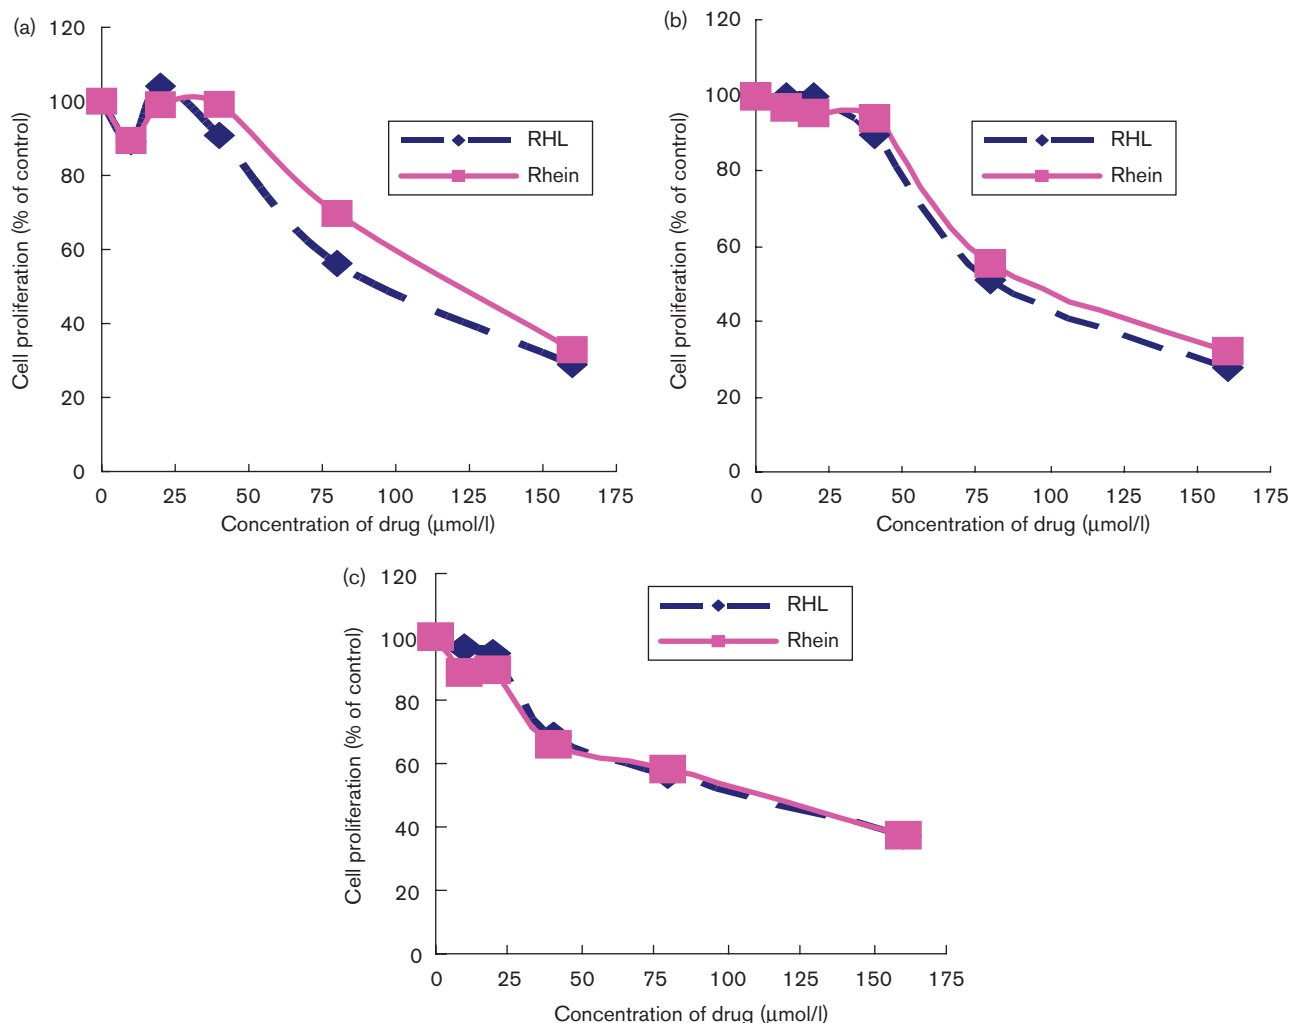 (a)
120
100
80
60
40
20
0
Cell proliferation (% of control)
RHL
Rhein
0 25 50 75 100 125 150 175
Concentration of drug (µmol/l)
(b)
120
100
80
60
40
20
0
Cell proliferation (% of control)
RHL
Rhein
0 25 50 75 100 125 150 175
Concentration of drug (µmol/l)
(c)
120
100
80
60
40
20
0
Cell proliferation (% of control)
RHL
Rhein
0 25 50 75 100 125 150 175
Concentration of drug (µmol/l)